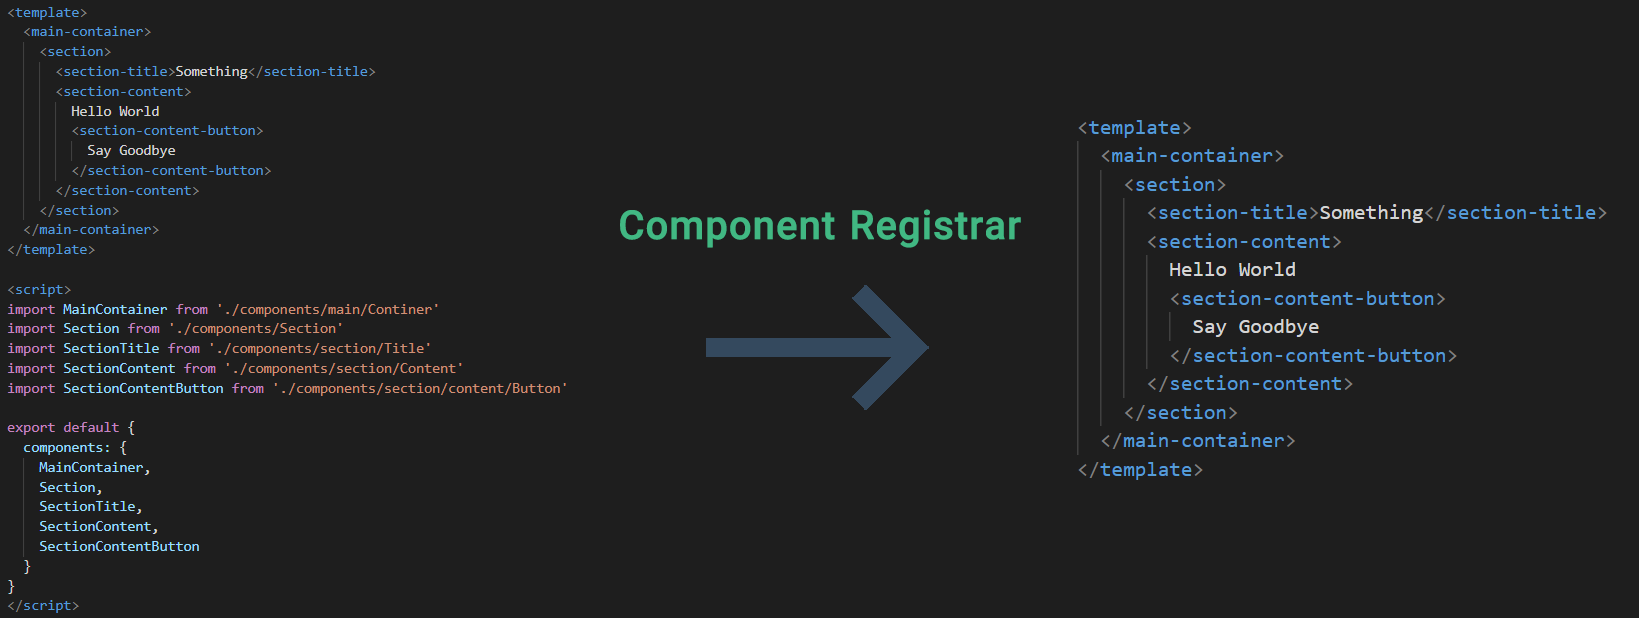 <template>
<main-container>
<section>
<section-title>Something</section-title>
<section-content>
Hello World
<section-content-button>
Say Goodbye
</section-content-button>
</section-content>
</section>
</main-container>
</template>
<script>
import MainContainer from './components/main/Continer'
import Section from './components/Section'
import SectionTitle from './components/section/Title'
import SectionContent from './components/section/Content'
import SectionContentButton from './components/section/content/Button'
export default {
components: {
MainContainer,
Section,
SectionTitle,
SectionContent,
SectionContentButton
}
}
</script>
Component Registrar
<template>
<main-container>
<section>
<section-title>Something</section-title>
<section-content>
Hello World
<section-content-button>
Say Goodbye
</section-content-button>
</section-content>
</section>
</main-container>
</template>